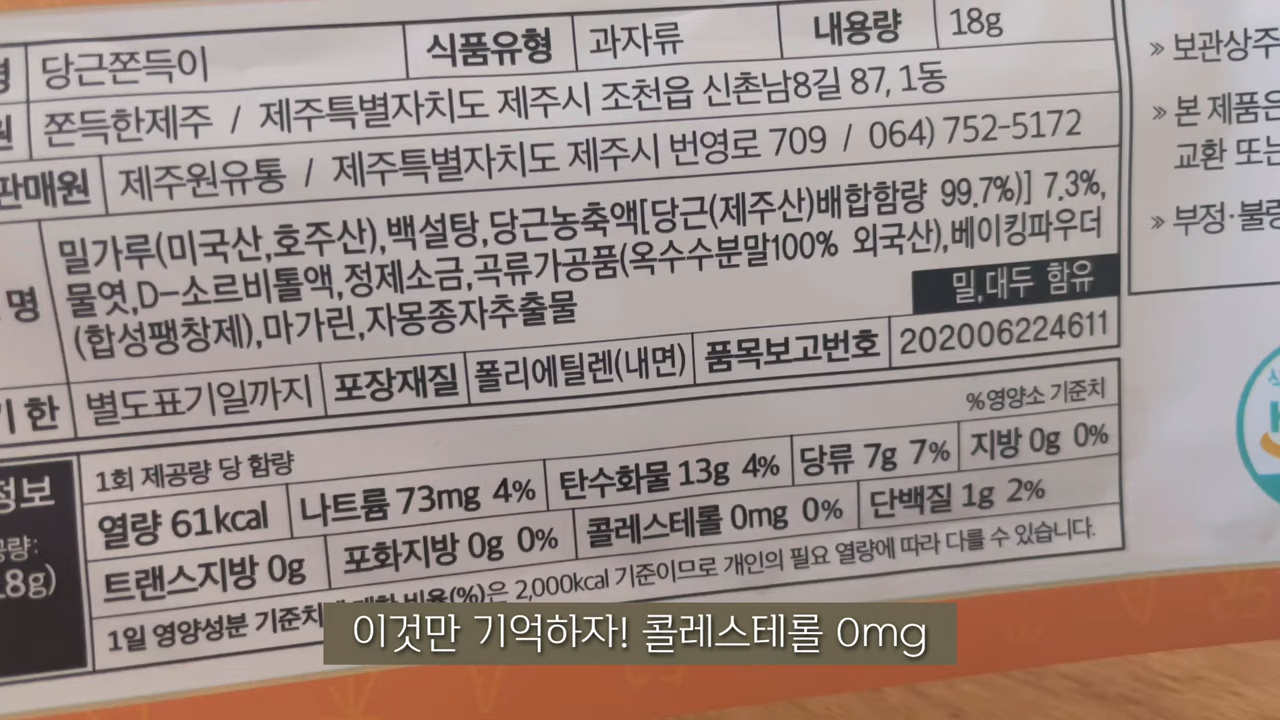 당근쫀득이 식품유형 과자류 내용량 18g
쫀득한제주 / 제주특별자치도 제주시 조천읍 신촌남8길 87, 1동
판매원 제주원유통 / 제주특별자치도 제주시 번영로 709 / 064) 752-5172
밀가루(미국산,호주산),백설탕,당근농축액[당근(제주산)배합함량 99.7%)] 7.3%,
명 물엿,D-소르비톨액,정제소금,곡류가공품(옥수수분말100% 외국산),베이킹파우더
(합성팽창제),마가린,자몽종자추출물
밀,대두 함유
기한 별도표기일까지 포장재질 폴리에틸렌(내면) 품목보고번호 202006224611
%영양소 기준치
정보
1회 제공량 당 함량
열량 61kcal 나트륨 73mg 4% 탄수화물 13g 4% 당류 7g 7% 지방 0g 0%
트랜스지방 0g 포화지방 0g 0% 콜레스테롤 0mg 0% 단백질 1g 2%
1일 영양성분 기준치 비율(%)은 2,000kcal 기준이므로 개인의 필요 열량에 따라 다를 수 있습니다.
» 보관상주
» 본 제품은
교환 또는
» 부정·불량
이것만 기억하자! 콜레스테롤 0mg